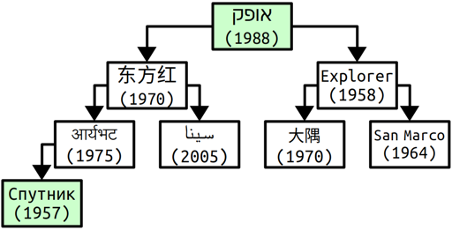 אופק
(1988)
东方红
(1970)
Explorer
(1958)
आर्यभट
(1975)
سينا
(2005)
大隅
(1970)
San Marco
(1964)
Спутник
(1957)